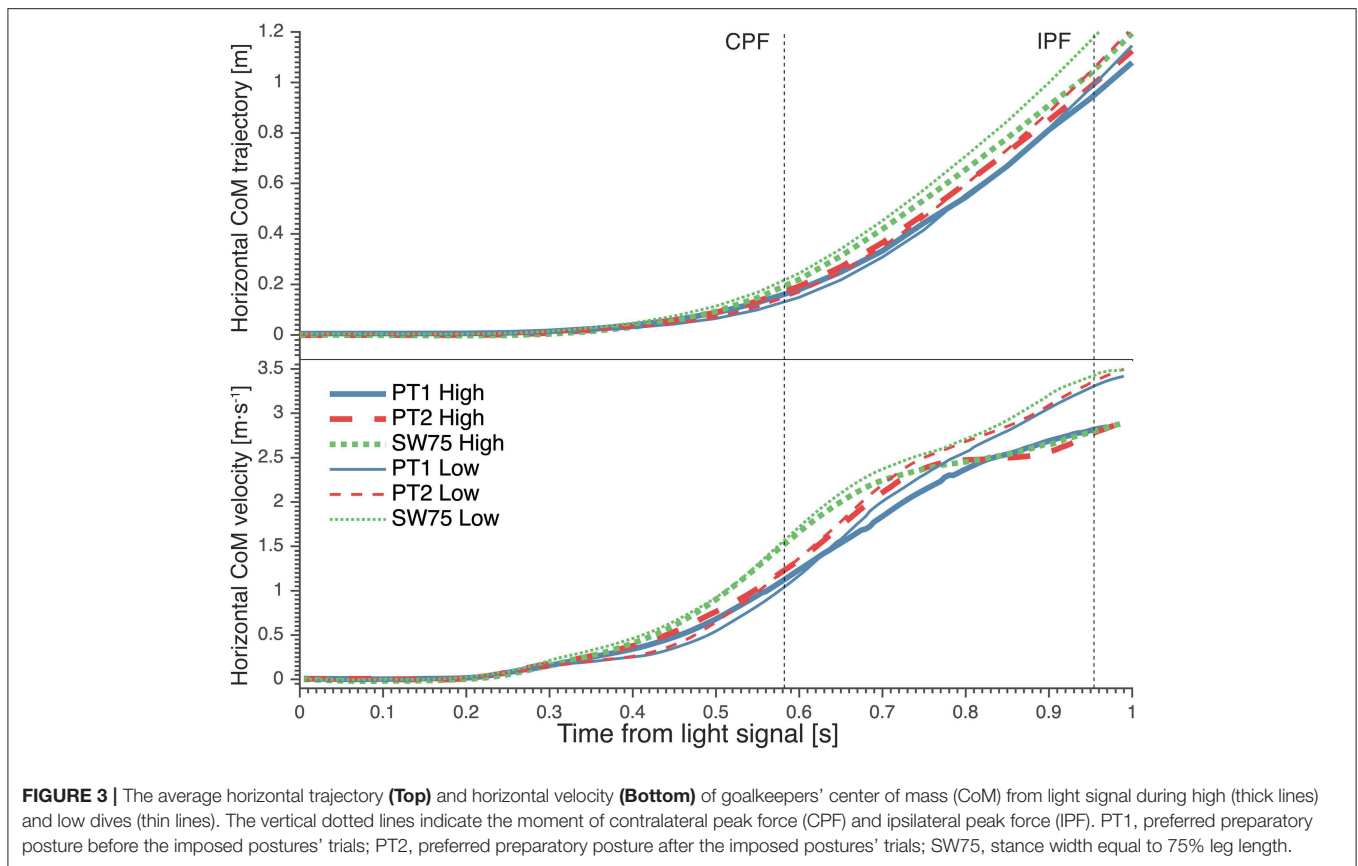 CPF
IPF
Horizontal CoM trajectory [m]
1.2
1
0.8
0.6
0.4
0.2
0
Horizontal CoM velocity [m·s⁻¹]
3.5
3
2.5
2
1.5
1
0.5
0
PT1 High
PT2 High
SW75 High
PT1 Low
PT2 Low
SW75 Low
0 0.1 0.2 0.3 0.4 0.5 0.6 0.7 0.8 0.9 1
Time from light signal [s]
FIGURE 3 | The average horizontal trajectory (Top) and horizontal velocity (Bottom) of goalkeepers' center of mass (CoM) from light signal during high (thick lines)
and low dives (thin lines). The vertical dotted lines indicate the moment of contralateral peak force (CPF) and ipsilateral peak force (IPF). PT1, preferred preparatory
posture before the imposed postures' trials; PT2, preferred preparatory posture after the imposed postures' trials; SW75, stance width equal to 75% leg length.